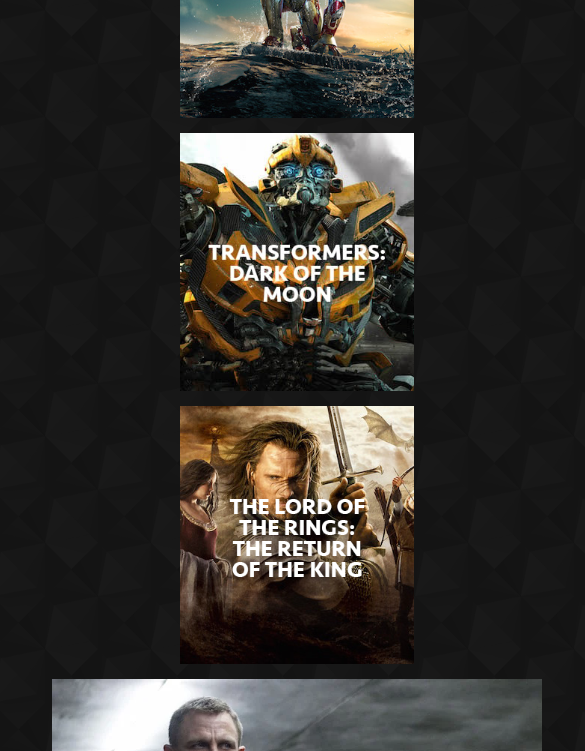 TRANSFORMERS:
DARK OF THE
MOON
THE LORD OF
THE RINGS:
THE RETURN
OF THE KING